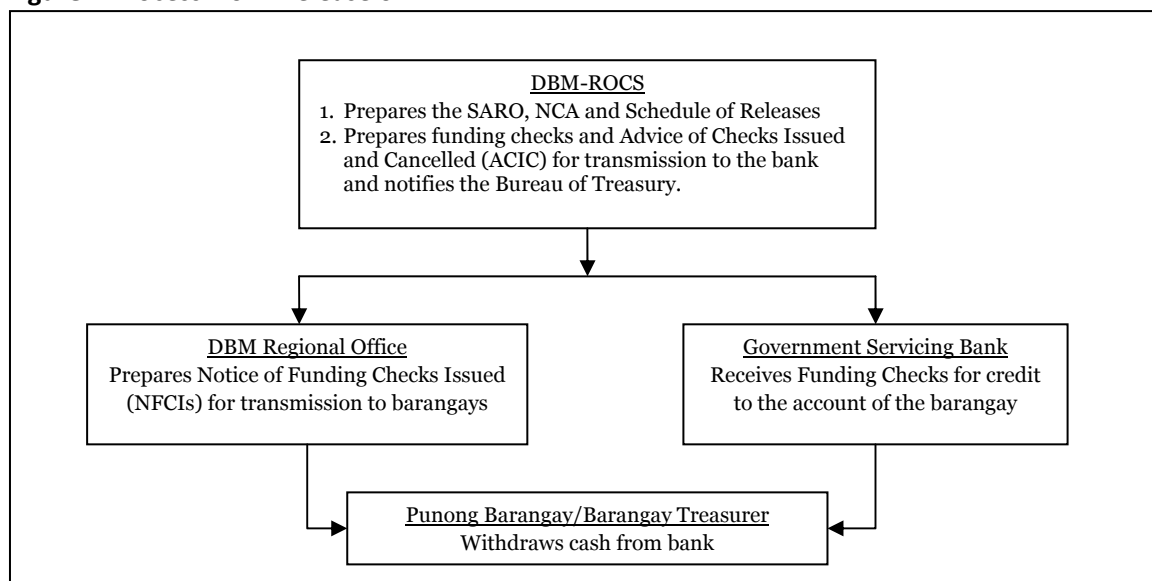 DBM-ROCS
1. Prepares the SARO, NCA and Schedule of Releases
2. Prepares funding checks and Advice of Checks Issued
and Cancelled (ACIC) for transmission to the bank
and notifies the Bureau of Treasury.
DBM Regional Office
Prepares Notice of Funding Checks Issued
(NFCIs) for transmission to barangays
Government Servicing Bank
Receives Funding Checks for credit
to the account of the barangay
Punong Barangay/Barangay Treasurer
Withdraws cash from bank